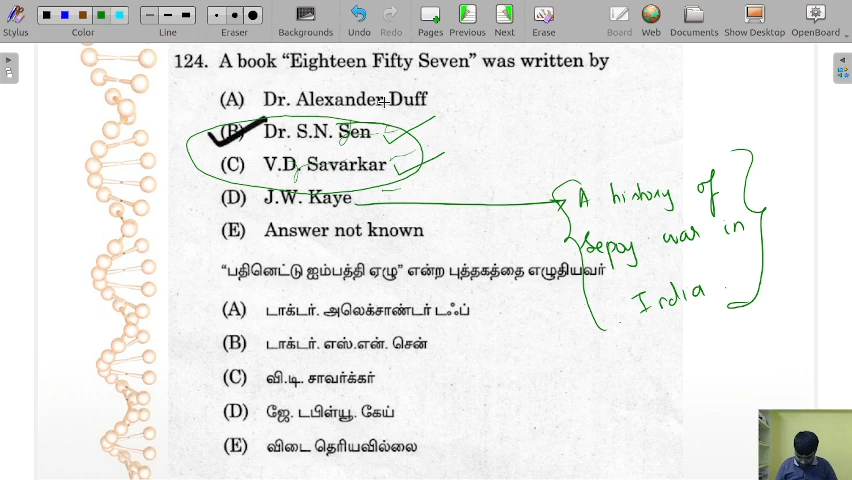 Stylus
Color
Line
Eraser
Backgrounds
Undo
Redo
Pages
Previous
Next
Erase
Board
Web
Documents
Show Desktop
OpenBoard
124. A book “Eighteen Fifty Seven” was written by
(A) Dr. Alexander Duff
(B) Dr. S.N. Sen
(C) V.D. Savarkar
(D) J.W. Kaye
A history of
Sepoy war in
India
(E) Answer not known
“பதினெட்டு ஐம்பத்தி ஏழு” என்ற புத்தகத்தை எழுதியவர்
(A) டாக்டர். அலெக்சாண்டர் டஃப்
(B) டாக்டர். எஸ்.என். சென்
(C) வி.டி. சாவர்க்கர்
(D) ஜே. டபிள்யூ. கேய்
(E) விடை தெரியவில்லை